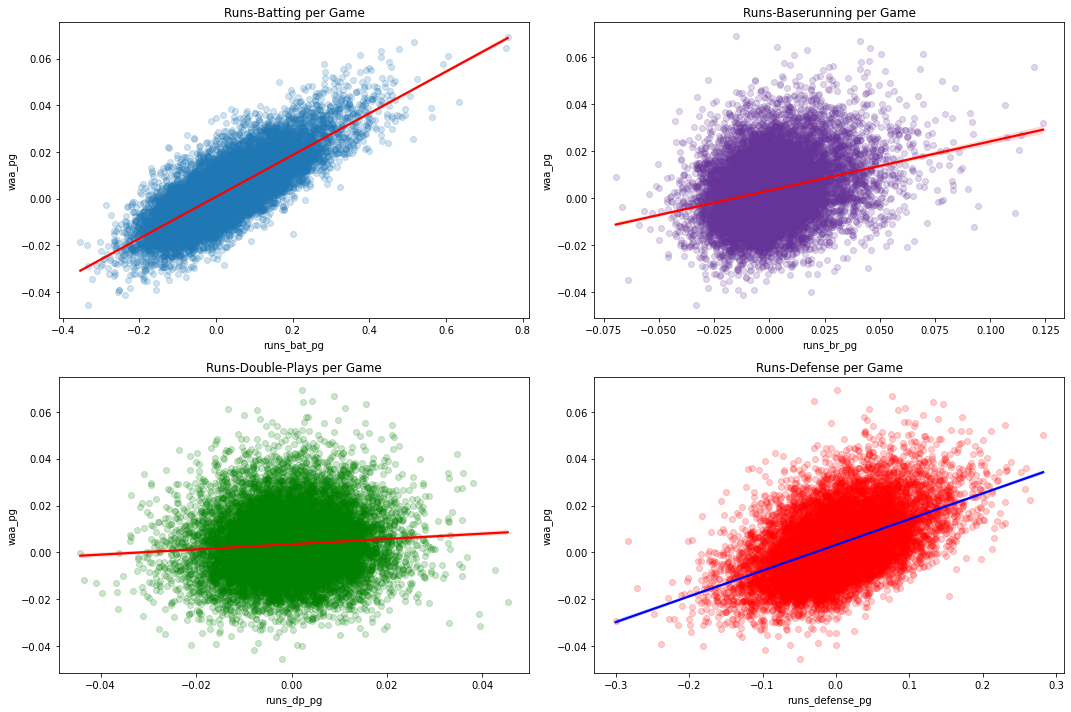 Runs-Batting per Game
0.06
0.04
0.02
0.00
−0.02
−0.04
waa_pg
−0.4 −0.2 0.0 0.2 0.4 0.6 0.8
runs_bat_pg
Runs-Baserunning per Game
0.06
0.04
0.02
0.00
−0.02
−0.04
waa_pg
−0.075 −0.050 −0.025 0.000 0.025 0.050 0.075 0.100 0.125
runs_br_pg
Runs-Double-Plays per Game
0.06
0.04
0.02
0.00
−0.02
−0.04
waa_pg
−0.04 −0.02 0.00 0.02 0.04
runs_dp_pg
Runs-Defense per Game
0.06
0.04
0.02
0.00
−0.02
−0.04
waa_pg
−0.3 −0.2 −0.1 0.0 0.1 0.2 0.3
runs_defense_pg